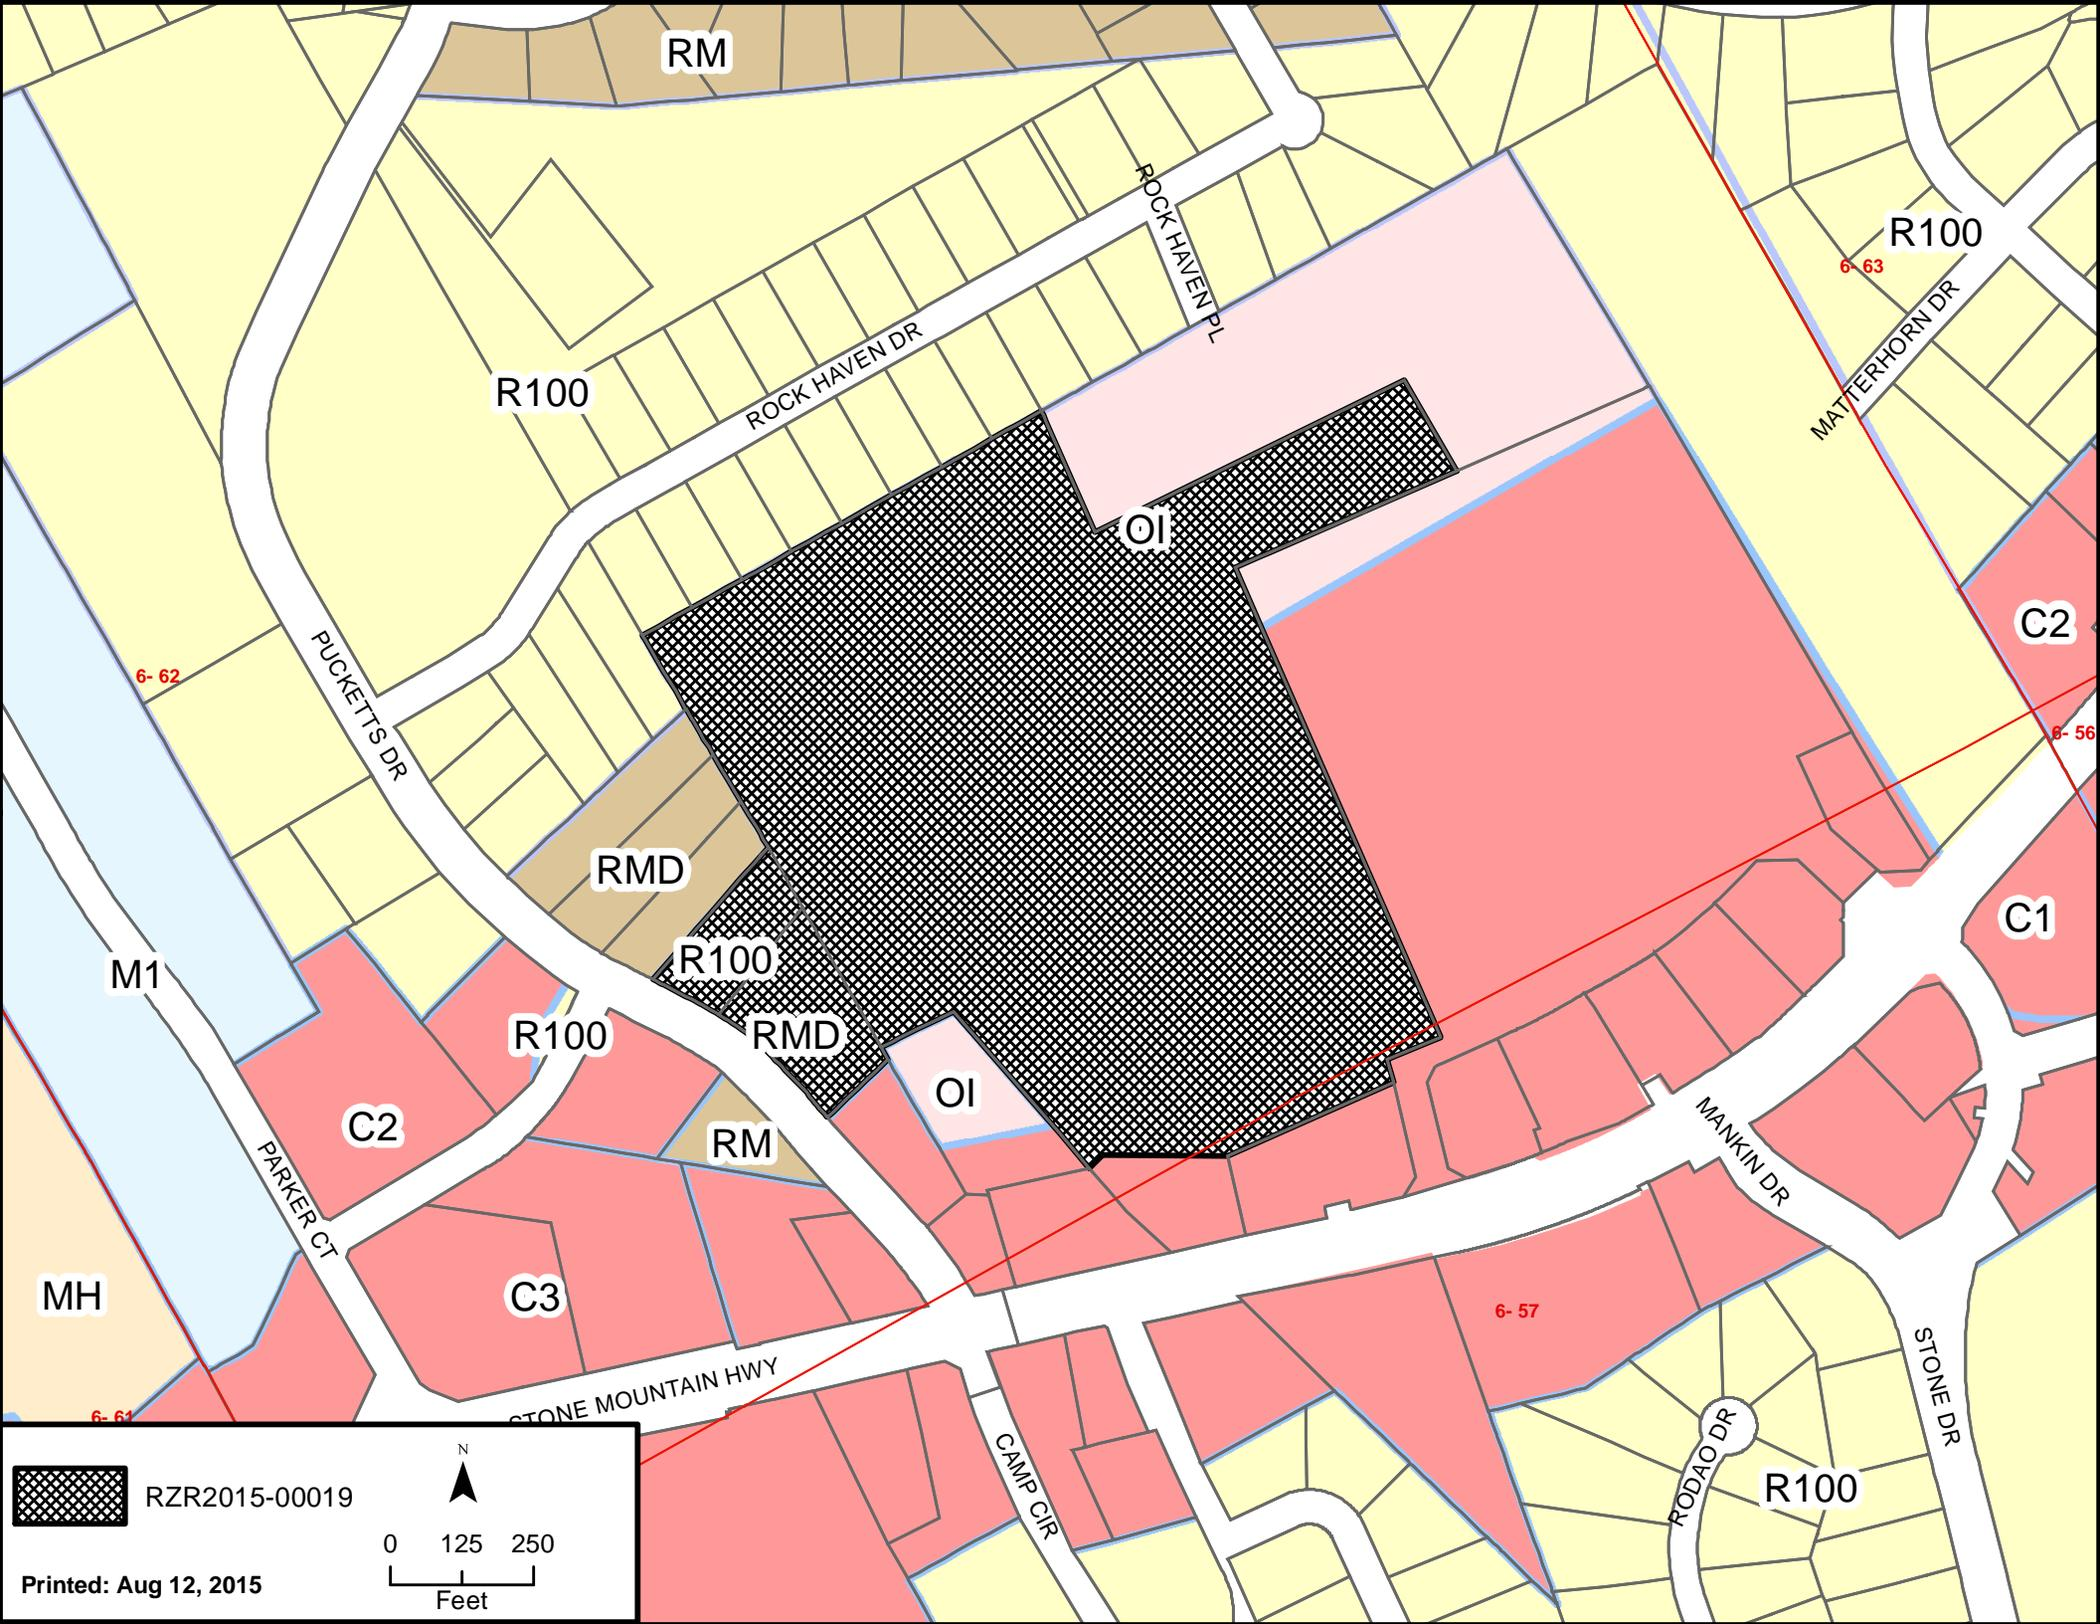 RM
ROCK HAVEN PL
R100
6- 63
MATTERHORN DR
R100
ROCK HAVEN DR
OI
C2
6- 62
PUCKETTS DR
6- 56
RMD
C1
R100
M1
R100
RMD
OI
C2
RM
MANKIN DR
PARKER CT
MH
C3
6- 57
STONE MOUNTAIN HWY
STONE DR
6- 61
RODAO DR
CAMP CIR
R100
RZR2015-00019
N
0 125 250
Feet
Printed: Aug 12, 2015